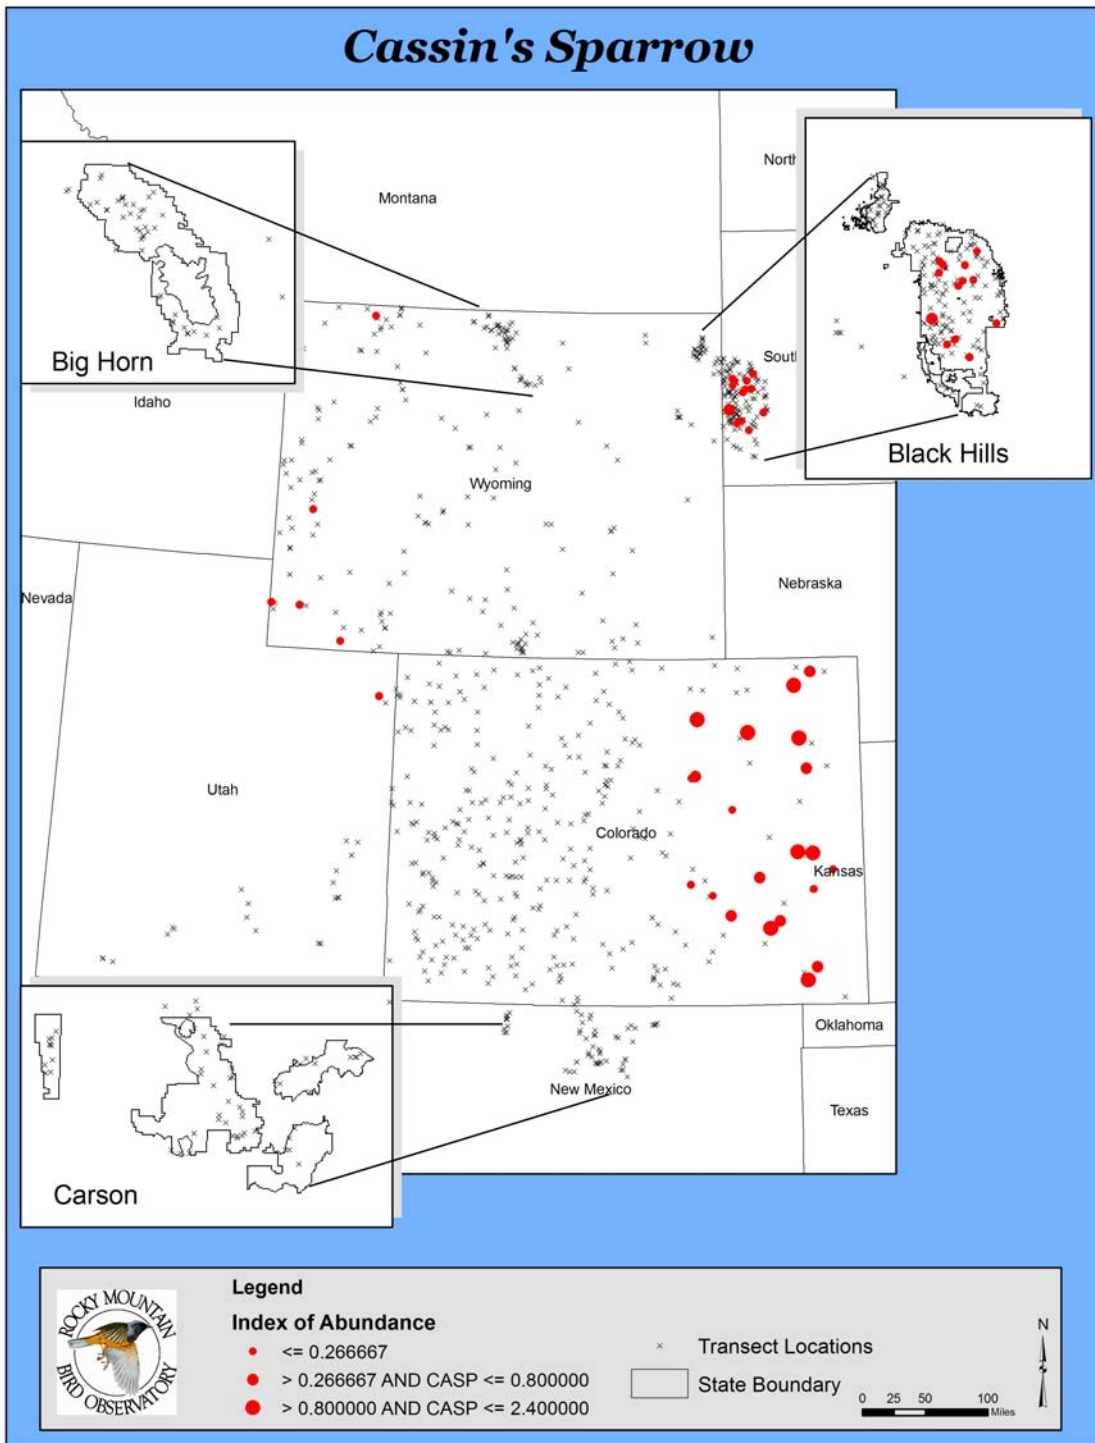 Cassin's Sparrow
Montana
North
Big Horn
Idaho
South
Black Hills
Wyoming
Nevada
Nebraska
Utah
Colorado
Kansas
Oklahoma
New Mexico
Texas
Carson
Legend
Index of Abundance
<= 0.266667
> 0.266667 AND CASP <= 0.800000
> 0.800000 AND CASP <= 2.400000
Transect Locations
State Boundary
N
0 25 50 100
Miles
ROCKY MOUNTAIN
BIRD OBSERVATORY